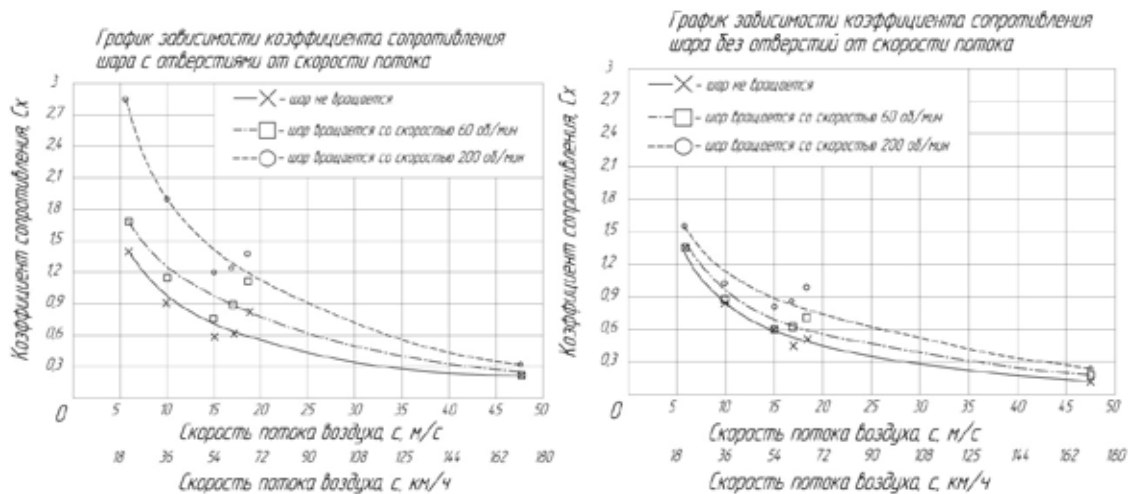 График зависимости коэффициента сопротивления
шара с отверстиями от скорости потока
Коэффициент сопротивления, Сх
3
2,7
2,4
2,1
1,8
1,5
1,2
0,9
0,6
0,3
0
– шар не вращается
– шар вращается со скоростью 60 об/мин
– шар вращается со скоростью 200 об/мин
5 10 15 20 25 30 35 40 45 50
Скорость потока воздуха, с, м/с
18 36 54 72 90 108 125 144 162 180
Скорость потока воздуха, с, км/ч
График зависимости коэффициента сопротивления
шара без отверстий от скорости потока
Коэффициент сопротивления, Сх
3
2,7
2,4
2,1
1,8
1,5
1,2
0,9
0,6
0,3
0
– шар не вращается
– шар вращается со скоростью 60 об/мин
– шар вращается со скоростью 200 об/мин
5 10 15 20 25 30 35 40 45 50
Скорость потока воздуха, с, м/с
18 36 54 72 90 108 125 144 162 180
Скорость потока воздуха, с, км/ч